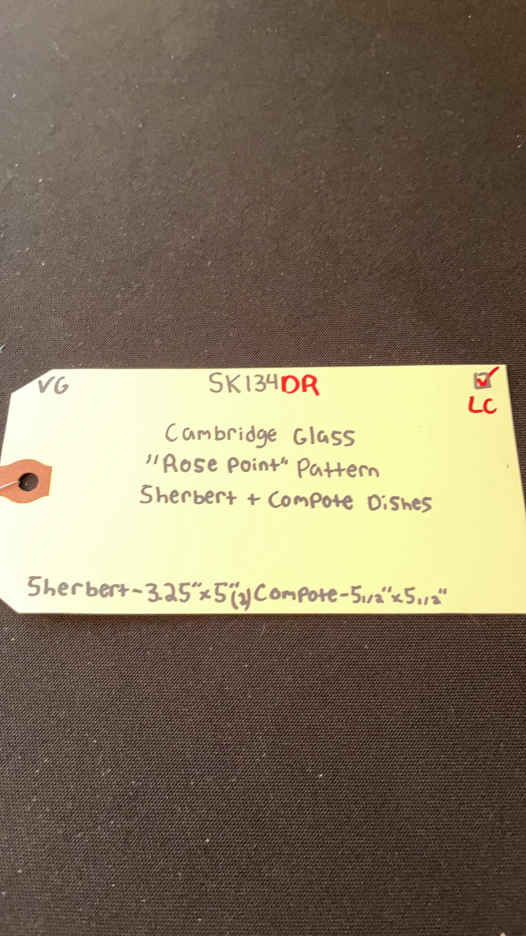 VG SK134DR
LC
Cambridge Glass
"Rose Point" Pattern
Sherbert + Compote Dishes
Sherbert-3.25"x5"(2) Compote-5 1/2"x5 1/2"